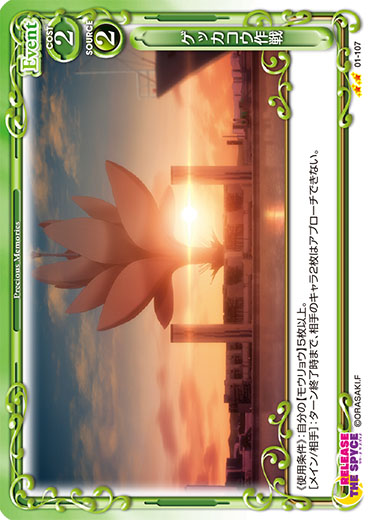 Event
COST
2
SOURCE
2
ゲッカコウ作戦
Precious Memories
《使用条件》：自分の【モウリョウ】5枚以上。
[メイン/相手]：ターン終了時まで、相手のキャラ2枚はアプローチできない。
RELEASE
THE SPYCE
©ORASAKI.F
01-107